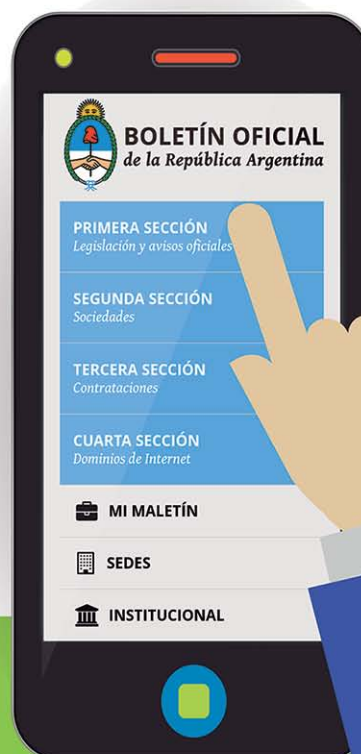 BOLETÍN OFICIAL
de la República Argentina
PRIMERA SECCIÓN
Legislación y avisos oficiales
SEGUNDA SECCIÓN
Sociedades
TERCERA SECCIÓN
Contrataciones
CUARTA SECCIÓN
Dominios de Internet
MI MALETÍN
SEDES
INSTITUCIONAL